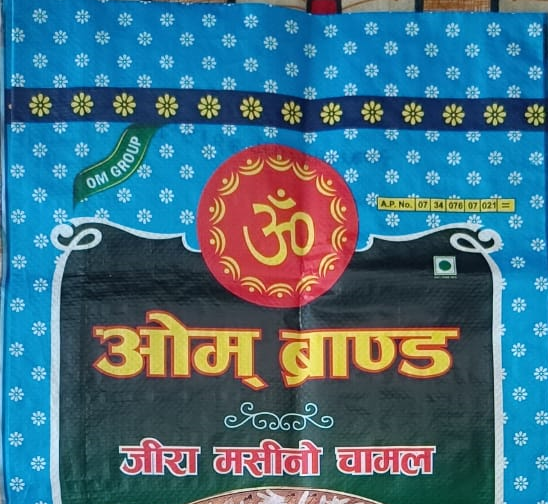 OM GROUP
ॐ
A.P. No. 07 34 076 07 021 =
ओम् ब्राण्ड
जीरा मसीनो चामल